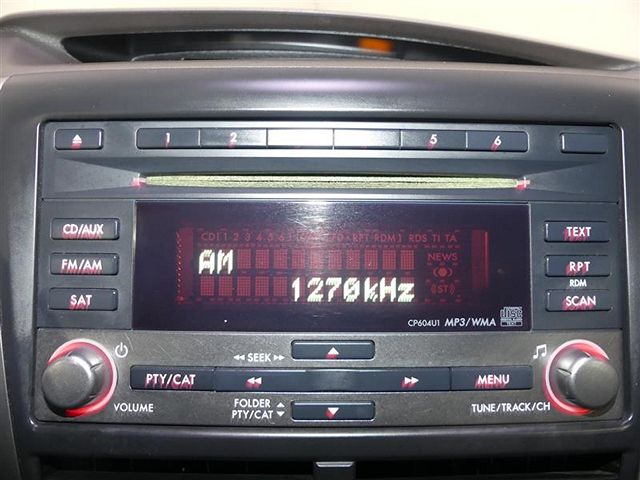 1 2 5 6
CD/AUX
FM/AM
SAT
CD 1 2 3 4 5 6 RPT RDM RDS TI TA
AM
NEWS
1270kHz
(ST)
CP604U1 MP3/WMA
TEXT
TEXT
RPT
RDM
SCAN
SEEK
PTY/CAT
MENU
VOLUME
FOLDER
PTY/CAT
TUNE/TRACK/CH